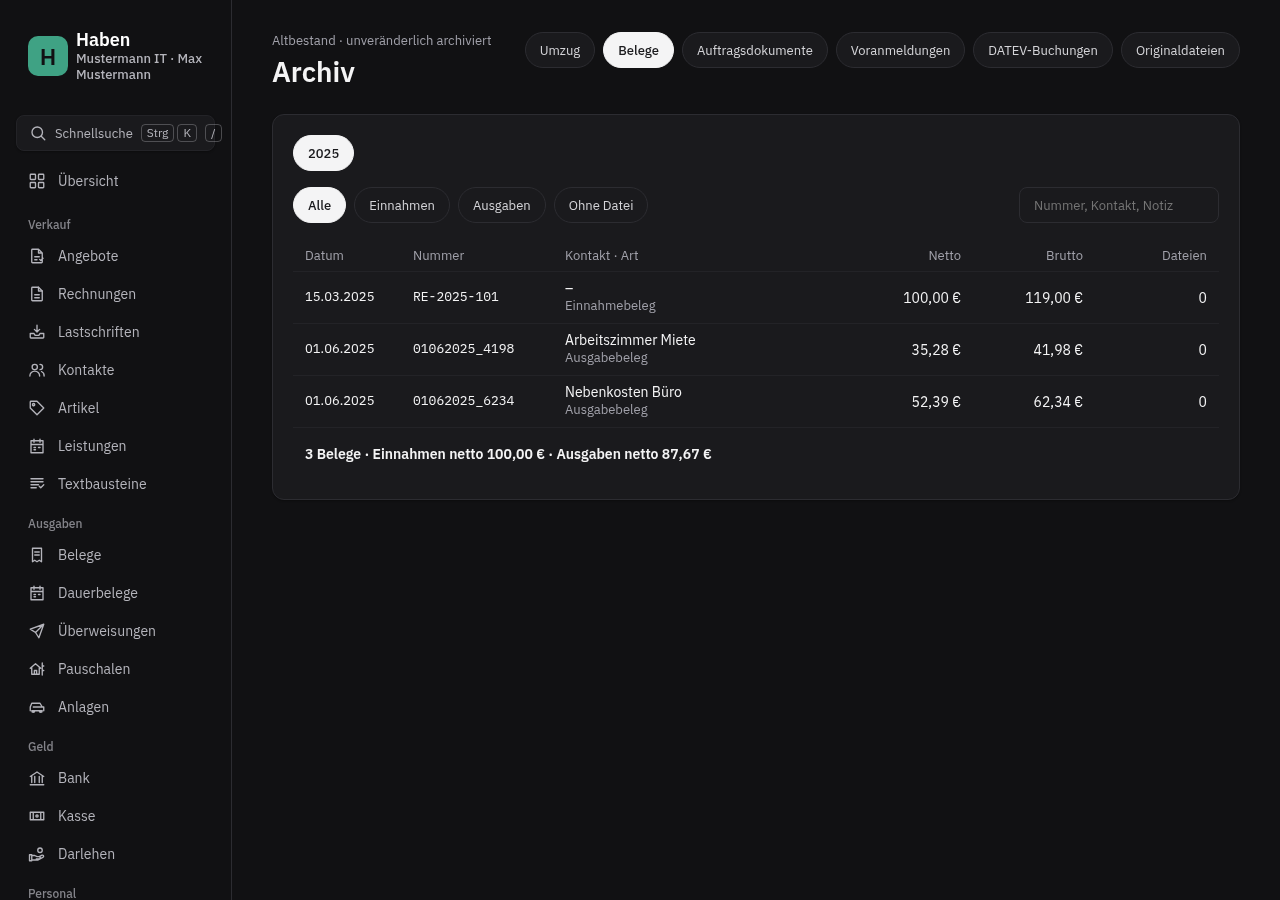 H
Haben
Mustermann IT · Max
Mustermann
Schnellsuche Strg K /
Übersicht
Verkauf
Angebote
Rechnungen
Lastschriften
Kontakte
Artikel
Leistungen
Textbausteine
Ausgaben
Belege
Dauerbelege
Überweisungen
Pauschalen
Anlagen
Geld
Bank
Kasse
Darlehen
Personal
Altbestand · unveränderlich archiviert
Archiv
Umzug Belege Auftragsdokumente Voranmeldungen DATEV-Buchungen Originaldateien
2025
Alle Einnahmen Ausgaben Ohne Datei Nummer, Kontakt, Notiz
Datum Nummer Kontakt · Art Netto Brutto Dateien
15.03.2025 RE-2025-101 – 100,00 € 119,00 € 0
Einnahmebeleg
01.06.2025 01062025_4198 Arbeitszimmer Miete 35,28 € 41,98 € 0
Ausgabebeleg
01.06.2025 01062025_6234 Nebenkosten Büro 52,39 € 62,34 € 0
Ausgabebeleg
3 Belege · Einnahmen netto 100,00 € · Ausgaben netto 87,67 €